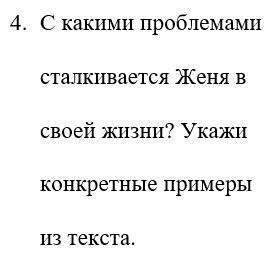 4. С какими проблемами
сталкивается Женя в
своей жизни? Укажи
конкретные примеры
из текста.